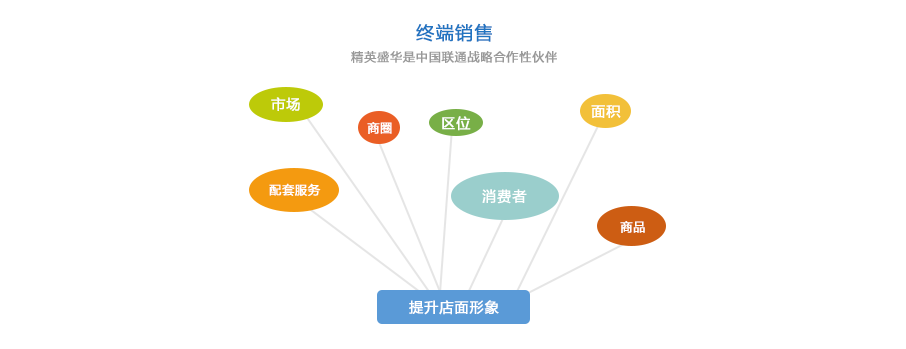 终端销售
精英盛华是中国联通战略合作性伙伴
市场
商圈
区位
面积
配套服务
消费者
商品
提升店面形象